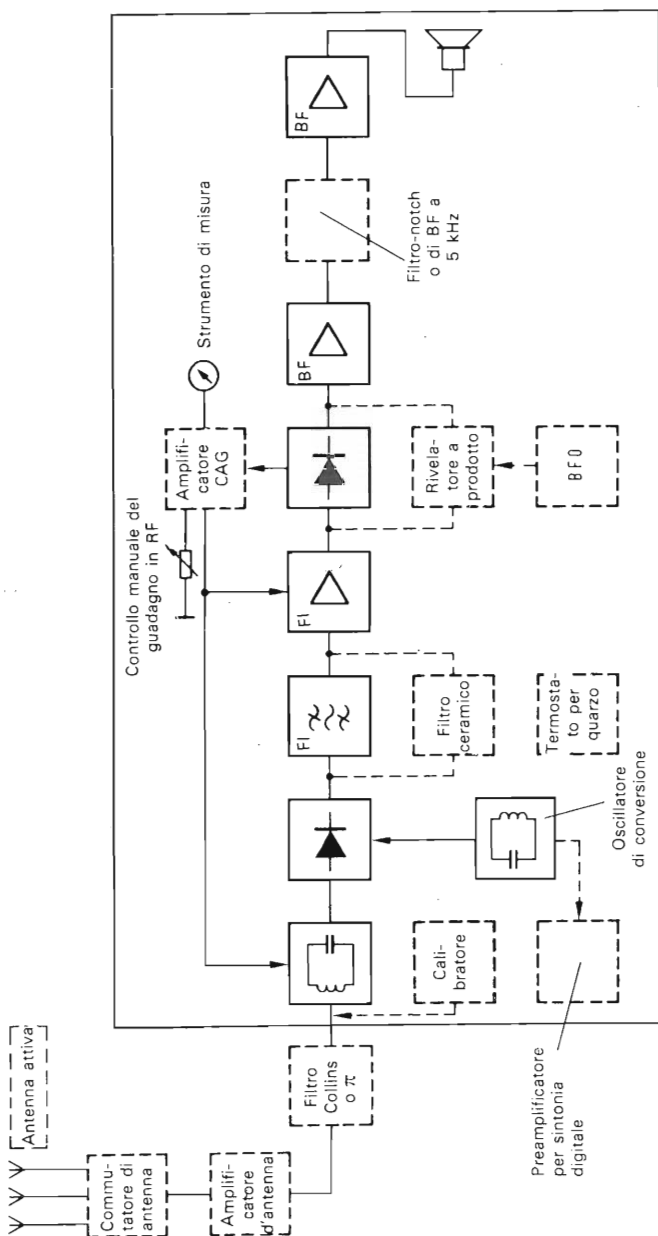 Antenna attiva
Commu-
tatore di
antenna
Amplifi-
catore
d'antenna
Filtro
Collins
o π
Controllo manuale del
guadagno in RF
Amplifi-
catore
CAG
Strumento di misura
FI
FI
BF
BF
Cali-
bratore
Filtro
ceramico
Rivela-
tore a
prodotto
Filtro-notch
o di BF a
5 kHz
Preamplificatore
per sintonia
digitale
Oscillatore
di conversione
Termosta-
to per
quarzo
BFO